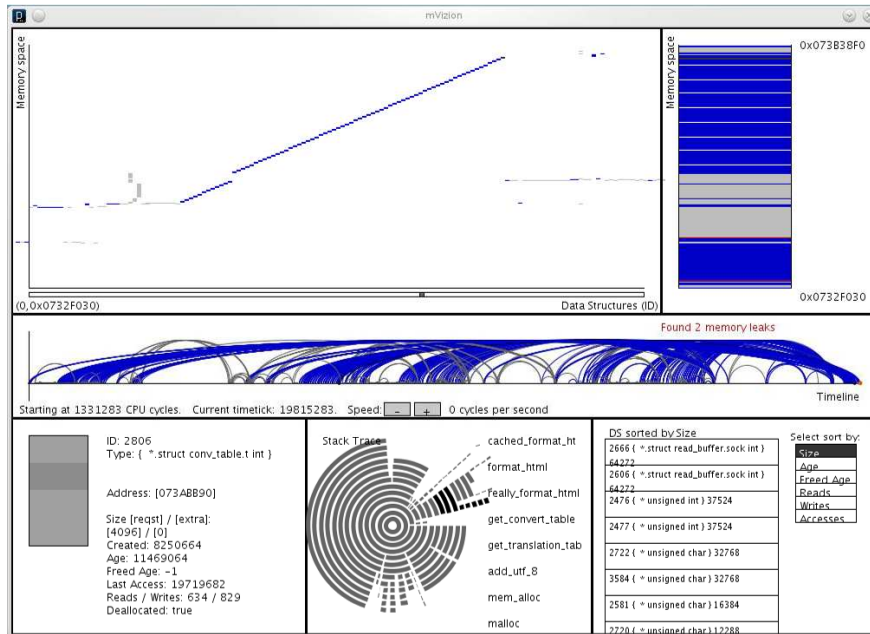 mVizion
Memory space
(0,0x0732F030)
Data Structures (ID)
Memory space
0x073B38F0
0x0732F030
Found 2 memory leaks
Timeline
Starting at 1331283 CPU cycles. Current timetick: 19815283. Speed: - + 0 cycles per second
ID: 2806
Type: { *.struct conv_table.t int }
Address: [073ABB90]
Size [reqst] / [extra]:
[4096] / [0]
Created: 8250664
Age: 11469064
Freed Age: -1
Last Access: 19719682
Reads / Writes: 634 / 829
Deallocated: true
Stack Trace
cached_format_ht
format_html
really_format_html
get_convert_table
get_translation_tab
add_utf_8
mem_alloc
malloc
DS sorted by Size
2666 { *.struct read_buffer.sock int }
64272
2606 { *.struct read_buffer.sock int }
64272
2476 { * unsigned int } 37524
2477 { * unsigned int } 37524
2722 { * unsigned char } 32768
3584 { * unsigned char } 32768
2581 { * unsigned char } 16384
2720 { * unsigned char } 12288
Select sort by:
Size
Age
Freed Age
Reads
Writes
Accesses